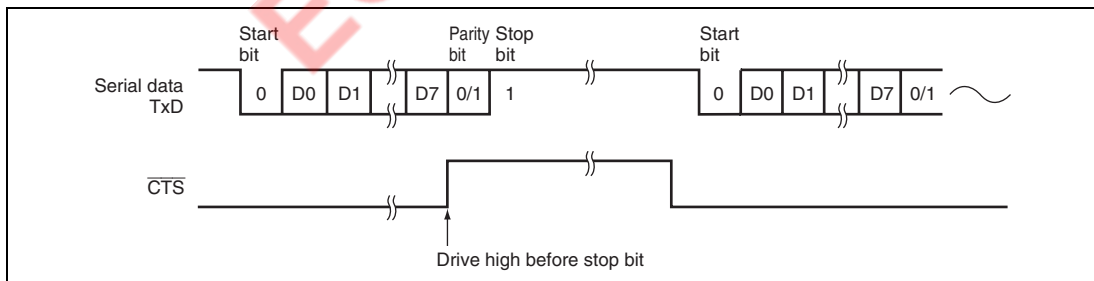 Start bit
Parity bit
Stop bit
Start bit
Serial data TxD
0
D0
D1
D7
0/1
1
0
D0
D1
D7
0/1
CTS
Drive high before stop bit